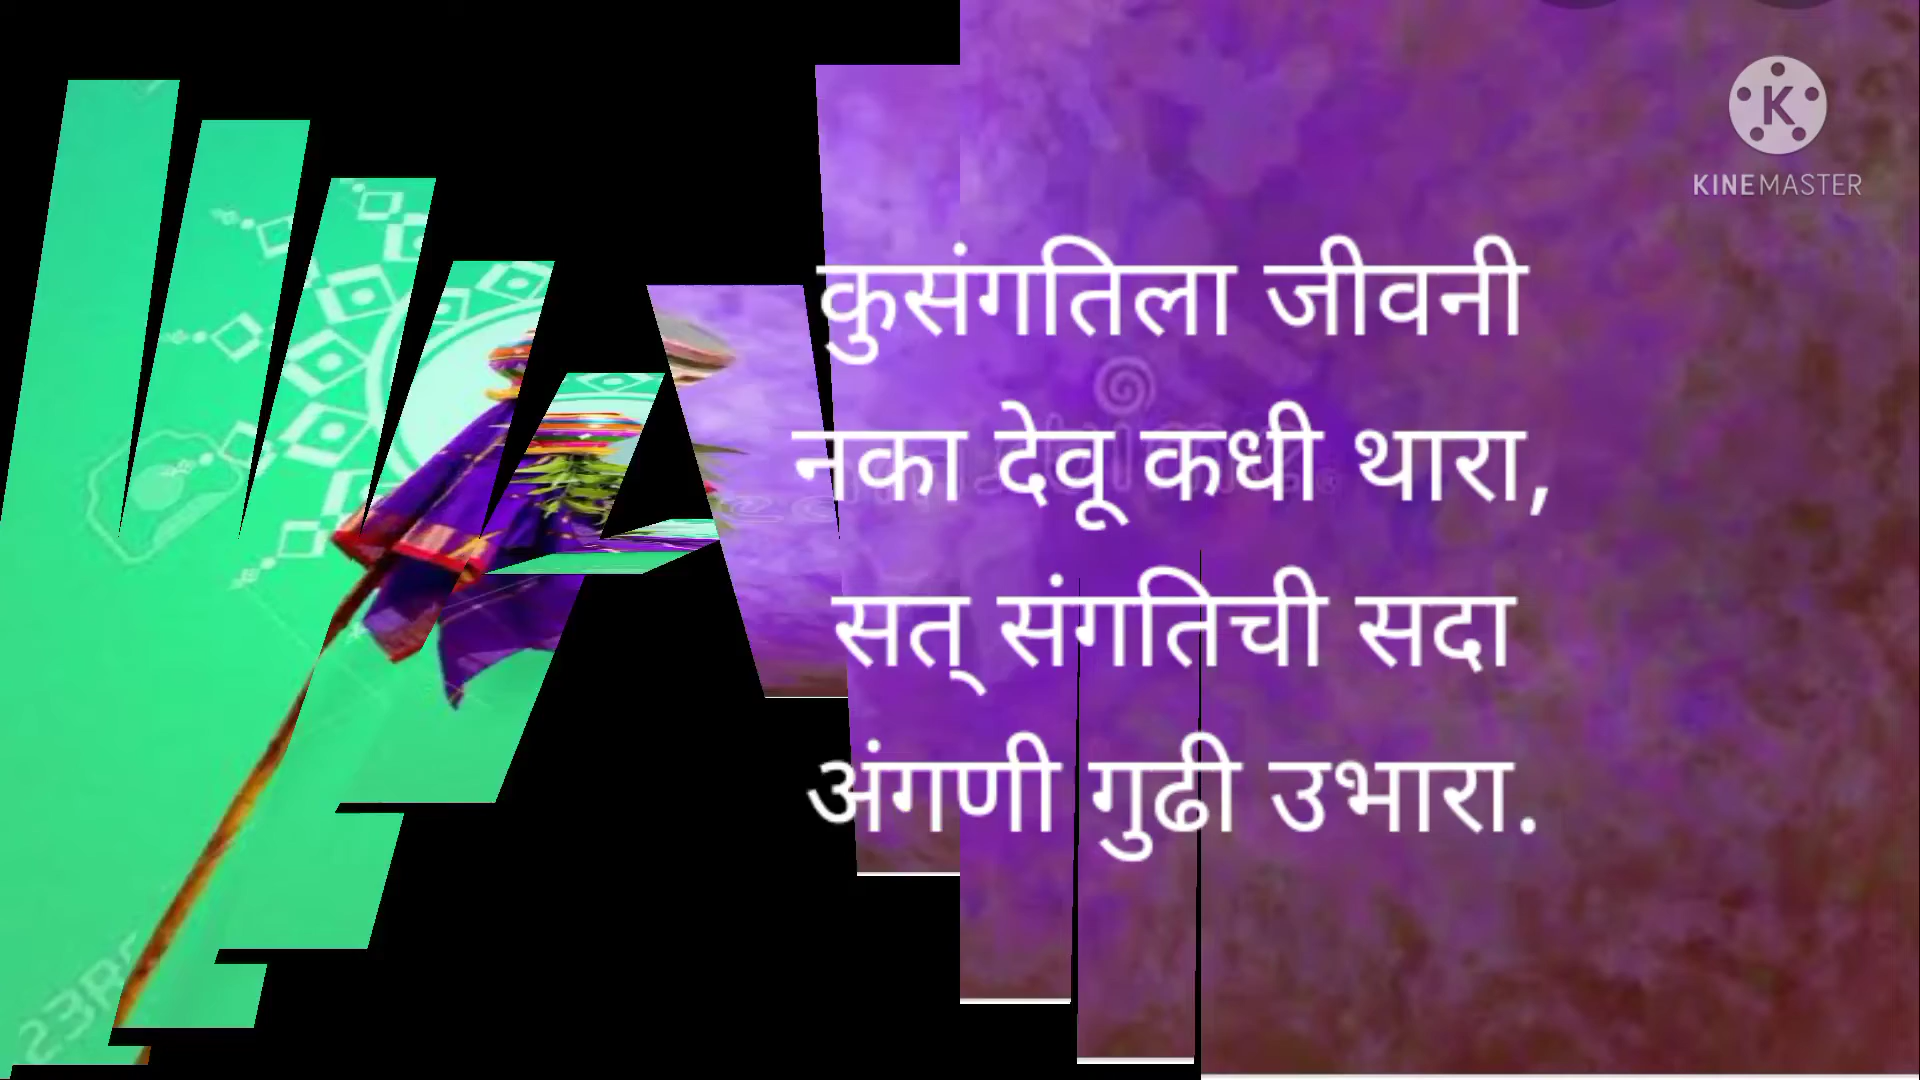 KINEMASTER
कुसंगतिला जीवनी
नका देवू कधी थारा,
सत् संगतिची सदा
अंगणी गुढी उभारा.